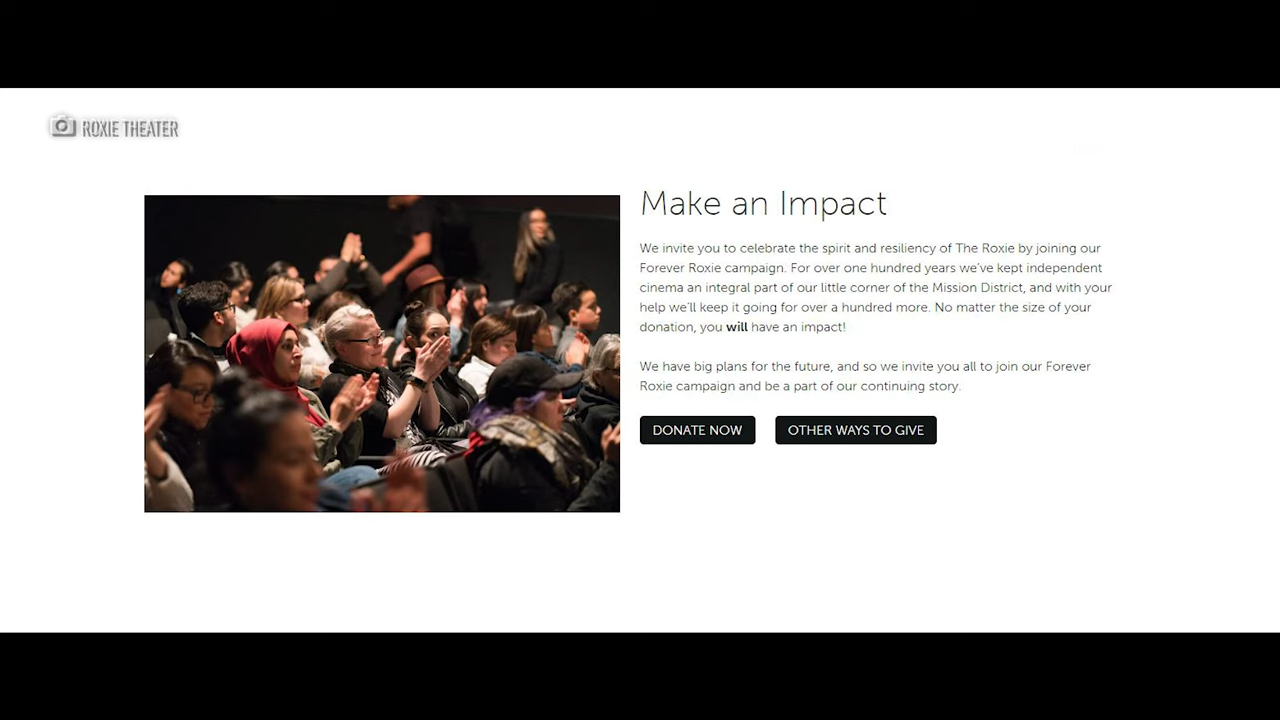 ROXIE THEATER
Make an Impact
We invite you to celebrate the spirit and resiliency of The Roxie by joining our
Forever Roxie campaign. For over one hundred years we've kept independent
cinema an integral part of our little corner of the Mission District, and with your
help we'll keep it going for over a hundred more. No matter the size of your
donation, you will have an impact!
We have big plans for the future, and so we invite you all to join our Forever
Roxie campaign and be a part of our continuing story.
DONATE NOW
OTHER WAYS TO GIVE